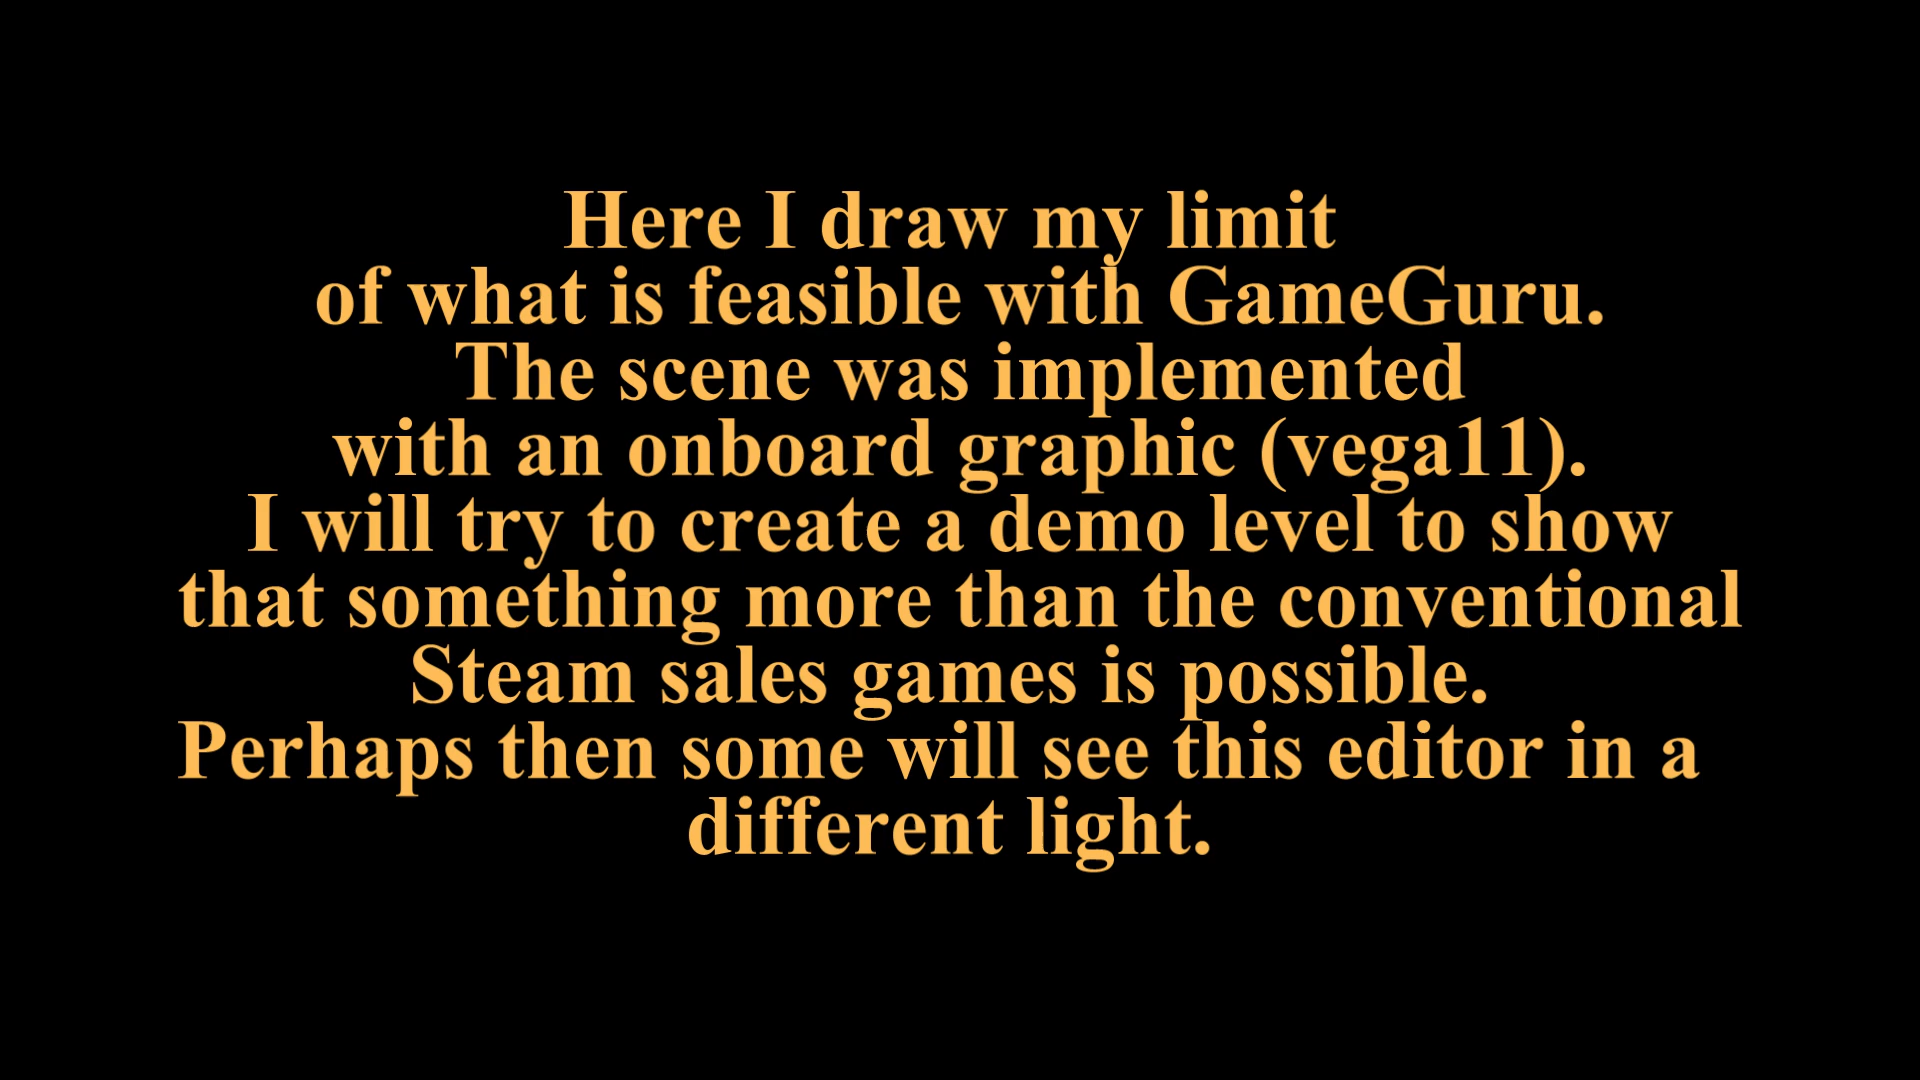 Here I draw my limit
of what is feasible with GameGuru.
The scene was implemented
with an onboard graphic (vega11).
I will try to create a demo level to show
that something more than the conventional
Steam sales games is possible.
Perhaps then some will see this editor in a
different light.